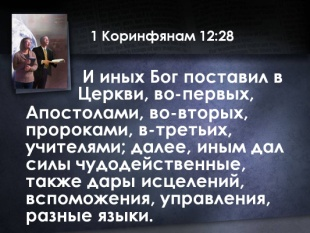 1 Коринфянам 12:28
И иных Бог поставил в
Церкви, во-первых,
Апостолами, во-вторых,
пророками, в-третьих,
учителями; далее, иным дал
силы чудодейственные,
также дары исцелений,
вспоможения, управления,
разные языки.